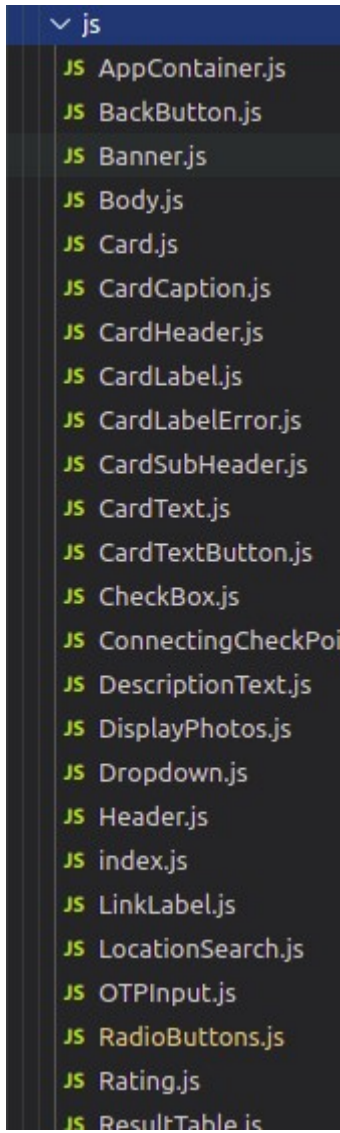 js
JS AppContainer.js
JS BackButton.js
JS Banner.js
JS Body.js
JS Card.js
JS CardCaption.js
JS CardHeader.js
JS CardLabel.js
JS CardLabelError.js
JS CardSubHeader.js
JS CardText.js
JS CardTextButton.js
JS CheckBox.js
JS ConnectingCheckPoi
JS DescriptionText.js
JS DisplayPhotos.js
JS Dropdown.js
JS Header.js
JS index.js
JS LinkLabel.js
JS LocationSearch.js
JS OTPInput.js
JS RadioButtons.js
JS Rating.js
JS ResultTable.js